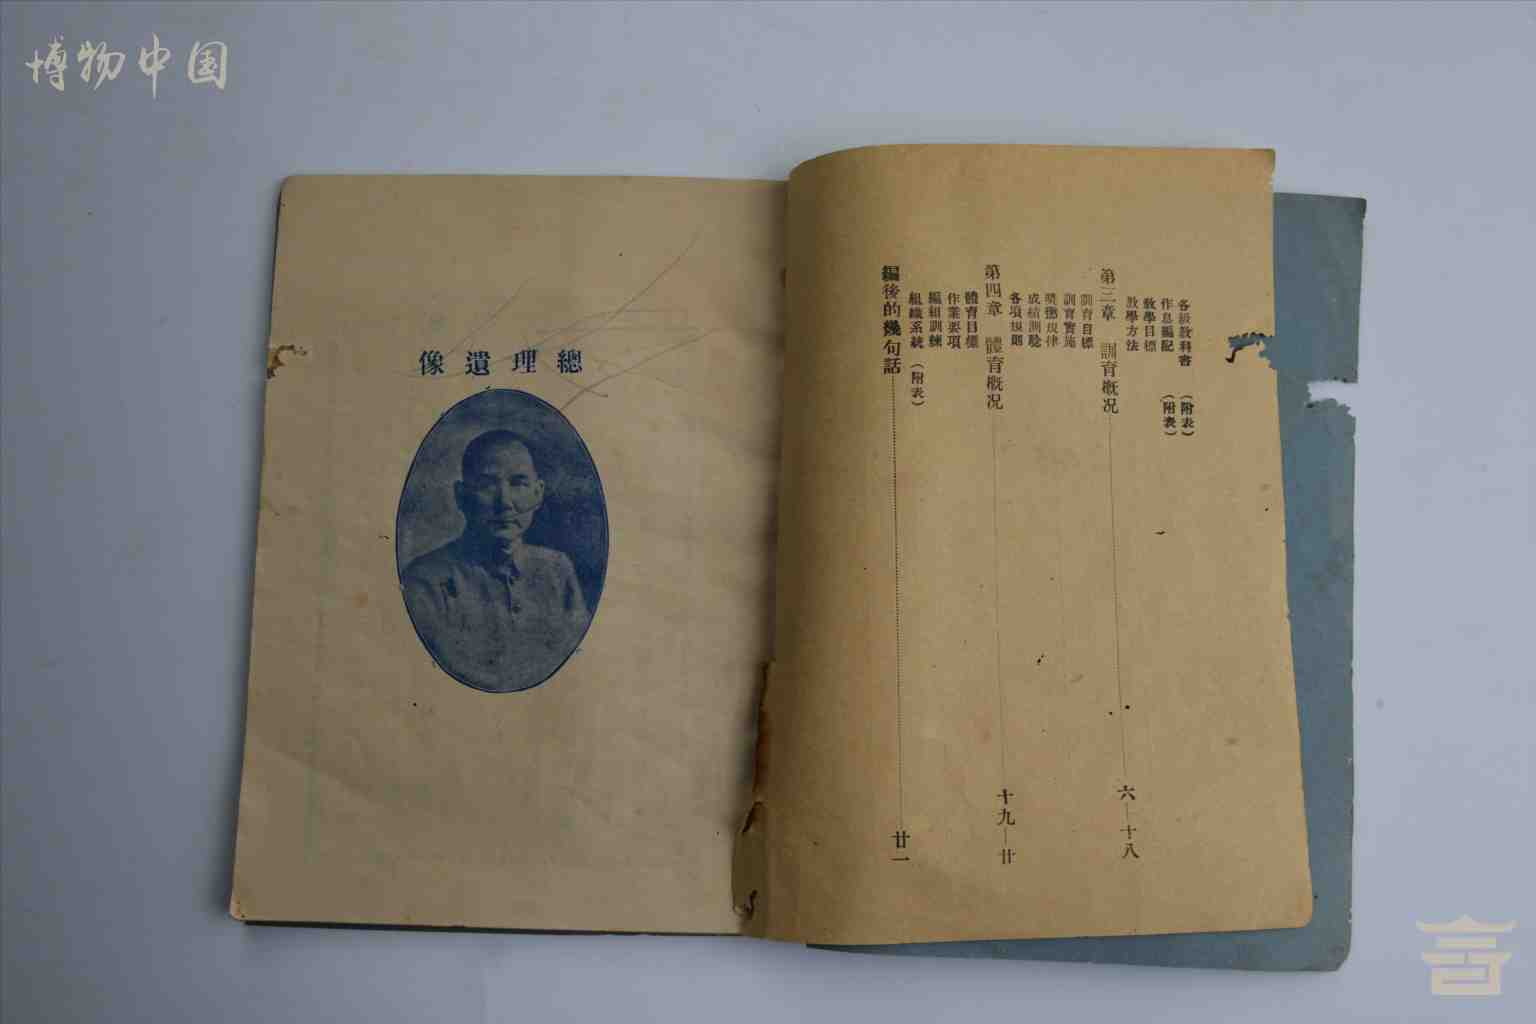 博物中国
總理遺像
各級教科書（附表）
作息編配（附表）
教學目標
教學方法
第三章　訓育概況……六—十八
訓育目標
訓育實施
獎懲規律
成績測驗
各項規則
第四章　體育概況……十九—廿
體育目標
作業要項
編組訓練
組織系統（附表）
編後的幾句話……廿一